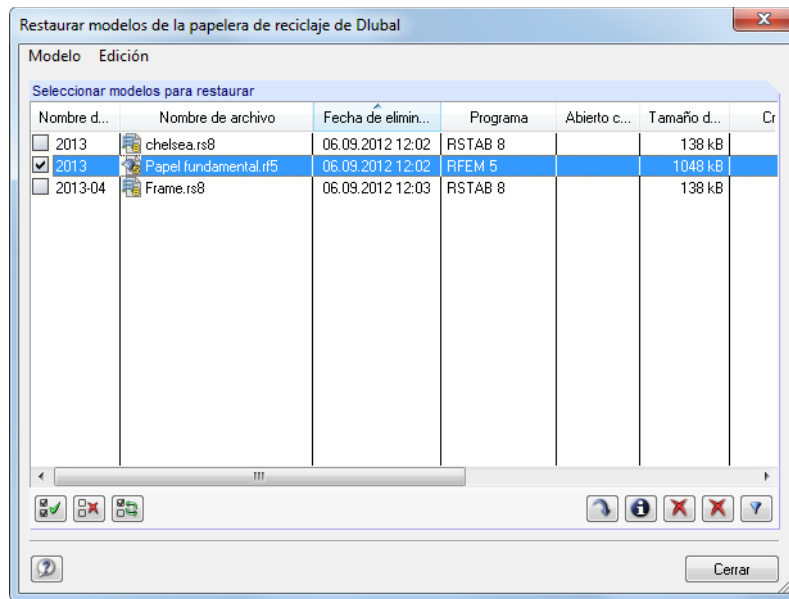 Restaurar modelos de la papelera de reciclaje de Dlubal
Modelo Edición
Seleccionar modelos para restaurar
Nombre d... Nombre de archivo Fecha de elimin... Programa Abierto c... Tamaño d... Cr
2013 chelsea.rs8 06.09.2012 12:02 RSTAB 8 138 kB
2013 Papel fundamental.rf5 06.09.2012 12:02 RFEM 5 1048 kB
2013-04 Frame.rs8 06.09.2012 12:03 RSTAB 8 138 kB
Cerrar